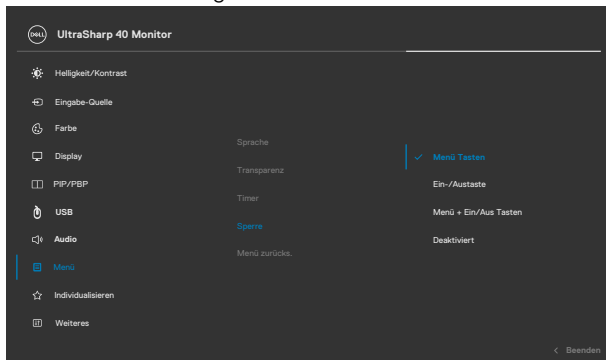 DELL UltraSharp 40 Monitor
Helligkeit/Kontrast
Eingabe-Quelle
Farbe
Display
PIP/PBP
USB
Audio
Menü
Individualisieren
Weiteres
Sprache
Transparenz
Timer
Sperre
Menü zurücks.
Menü Tasten
Ein-/Austaste
Menü + Ein/Aus Tasten
Deaktiviert
Beenden